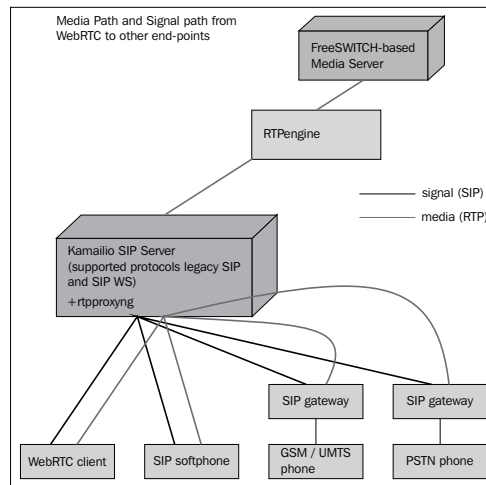 Media Path and Signal path from
WebRTC to other end-points
FreeSWITCH-based
Media Server
RTPengine
signal (SIP)
media (RTP)
Kamailio SIP Server
(supported protocols legacy SIP
and SIP WS)
+rtpproxyng
SIP gateway
SIP gateway
WebRTC client
SIP softphone
GSM / UMTS
phone
PSTN phone